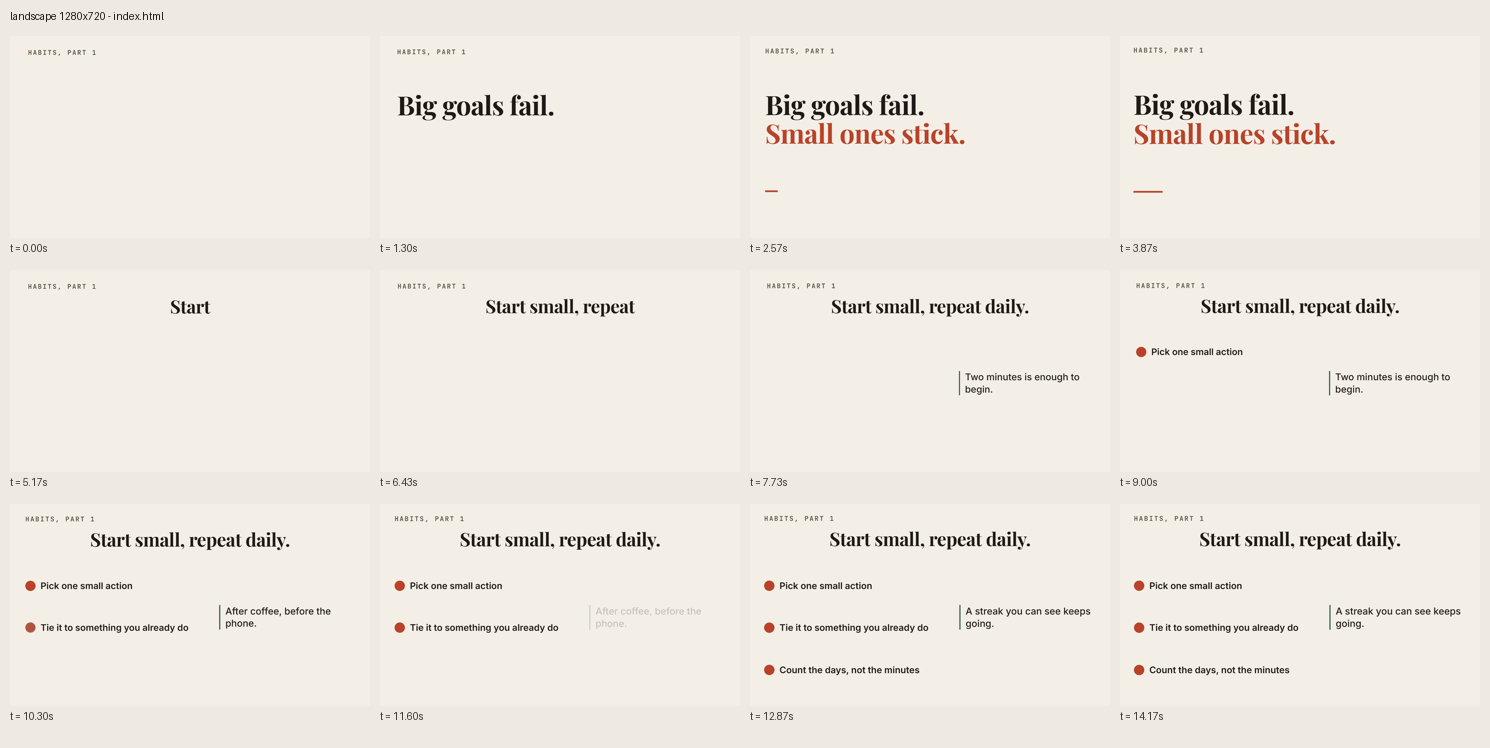 landscape 1280x720 - index.html
HABITS, PART 1
t = 0.00s
HABITS, PART 1
Big goals fail.
t = 1.30s
HABITS, PART 1
Big goals fail.
Small ones stick.
t = 2.57s
HABITS, PART 1
Big goals fail.
Small ones stick.
t = 3.87s
HABITS, PART 1
Start
t = 5.17s
HABITS, PART 1
Start small, repeat
t = 6.43s
HABITS, PART 1
Start small, repeat daily.
Two minutes is enough to
begin.
t = 7.73s
HABITS, PART 1
Start small, repeat daily.
Pick one small action
Two minutes is enough to
begin.
t = 9.00s
HABITS, PART 1
Start small, repeat daily.
Pick one small action
After coffee, before the
phone.
Tie it to something you already do
t = 10.30s
HABITS, PART 1
Start small, repeat daily.
Pick one small action
After coffee, before the
phone.
Tie it to something you already do
t = 11.60s
HABITS, PART 1
Start small, repeat daily.
Pick one small action
A streak you can see keeps
going.
Tie it to something you already do
Count the days, not the minutes
t = 12.87s
HABITS, PART 1
Start small, repeat daily.
Pick one small action
A streak you can see keeps
going.
Tie it to something you already do
Count the days, not the minutes
t = 14.17s